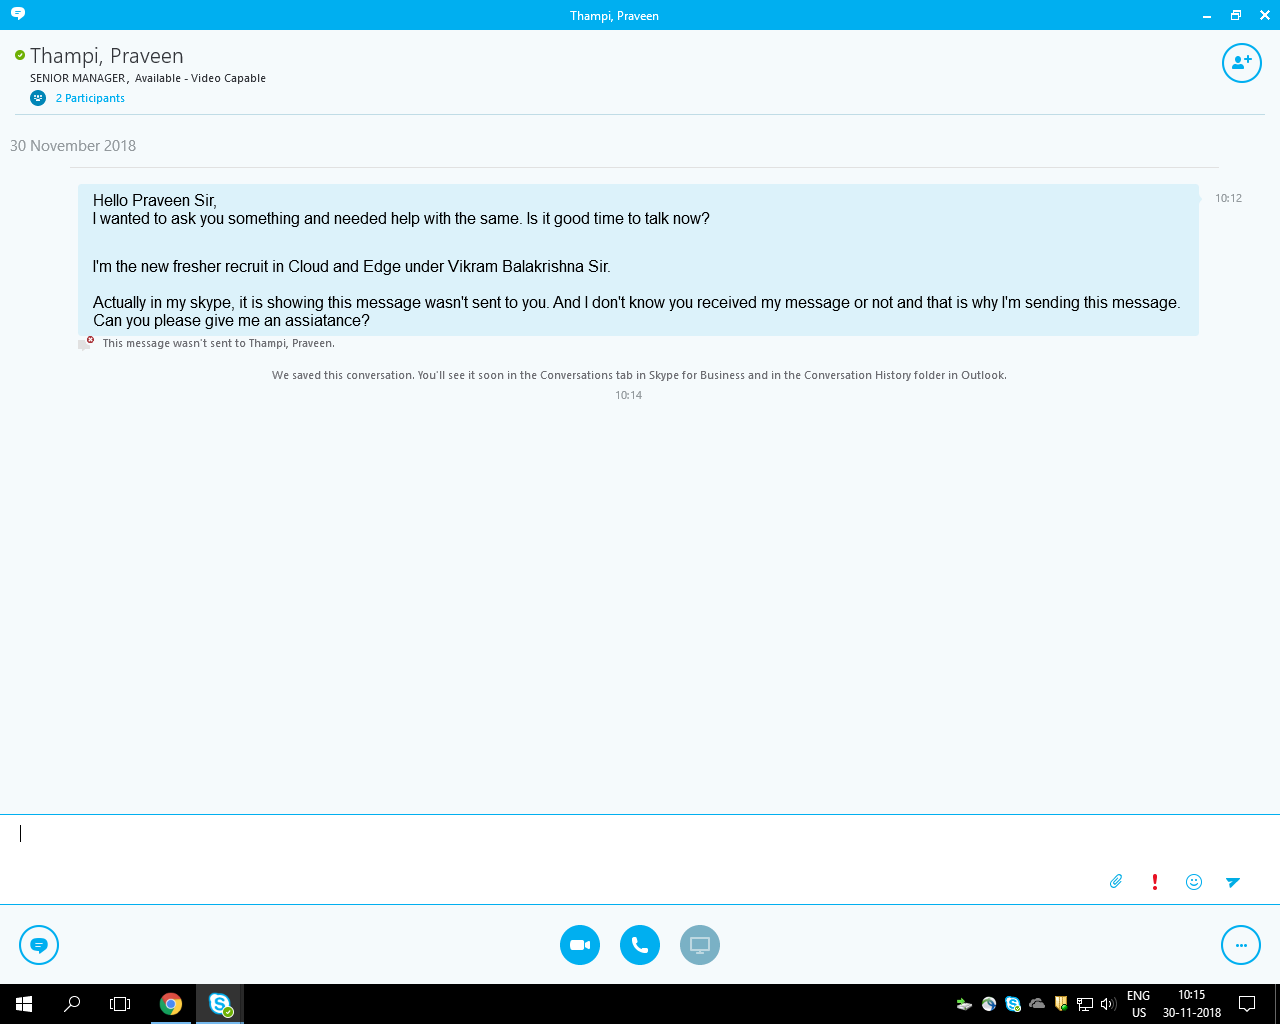 Thampi, Praveen
Thampi, Praveen
SENIOR MANAGER, Available - Video Capable
2 Participants
30 November 2018
Hello Praveen Sir,
10:12
I wanted to ask you something and needed help with the same. Is it good time to talk now?
I'm the new fresher recruit in Cloud and Edge under Vikram Balakrishna Sir.
Actually in my skype, it is showing this message wasn't sent to you. And I don't know you received my message or not and that is why I'm sending this message.
Can you please give me an assiatance?
This message wasn't sent to Thampi, Praveen.
We saved this conversation. You'll see it soon in the Conversations tab in Skype for Business and in the Conversation History folder in Outlook.
10:14
ENG
US
10:15
30-11-2018